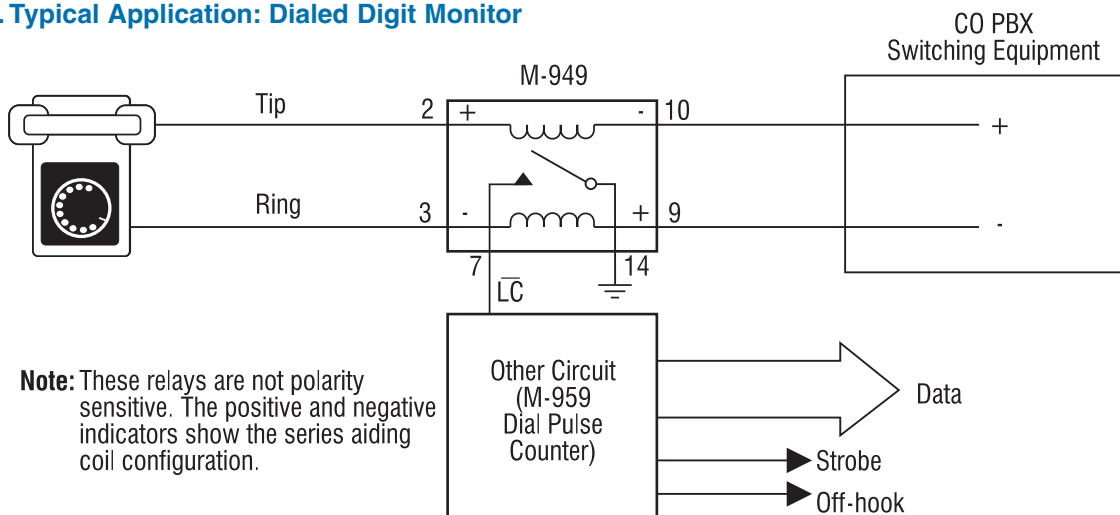 . Typical Application: Dialed Digit Monitor
CO PBX
Switching Equipment
M-949
Tip
2
+
-
10
+
Ring
3
-
+
9
-
7
14
L̅C̅
Note: These relays are not polarity
sensitive. The positive and negative
indicators show the series aiding
coil configuration.
Other Circuit
(M-959
Dial Pulse
Counter)
Data
Strobe
Off-hook